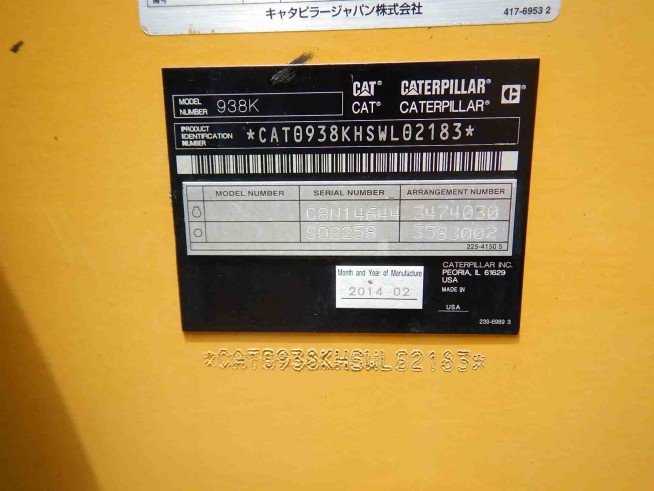 キャタピラージャパン株式会社
417-6953 2
MODEL NUMBER 938K
CAT® CATERPILLAR®
CAT® CATERPILLAR® C
PRODUCT IDENTIFICATION NUMBER *CAT0938KHSWL02183*
MODEL NUMBER SERIAL NUMBER ARRANGEMENT NUMBER
C8N14644 3474030
SQ2258 3583002
225-4150 5
Month and Year of Manufacture
2014 02
CATERPILLAR INC.
PEORIA, IL 61629
USA
MADE IN
USA
239-6989 3
*CAT0938KHSWL02183*